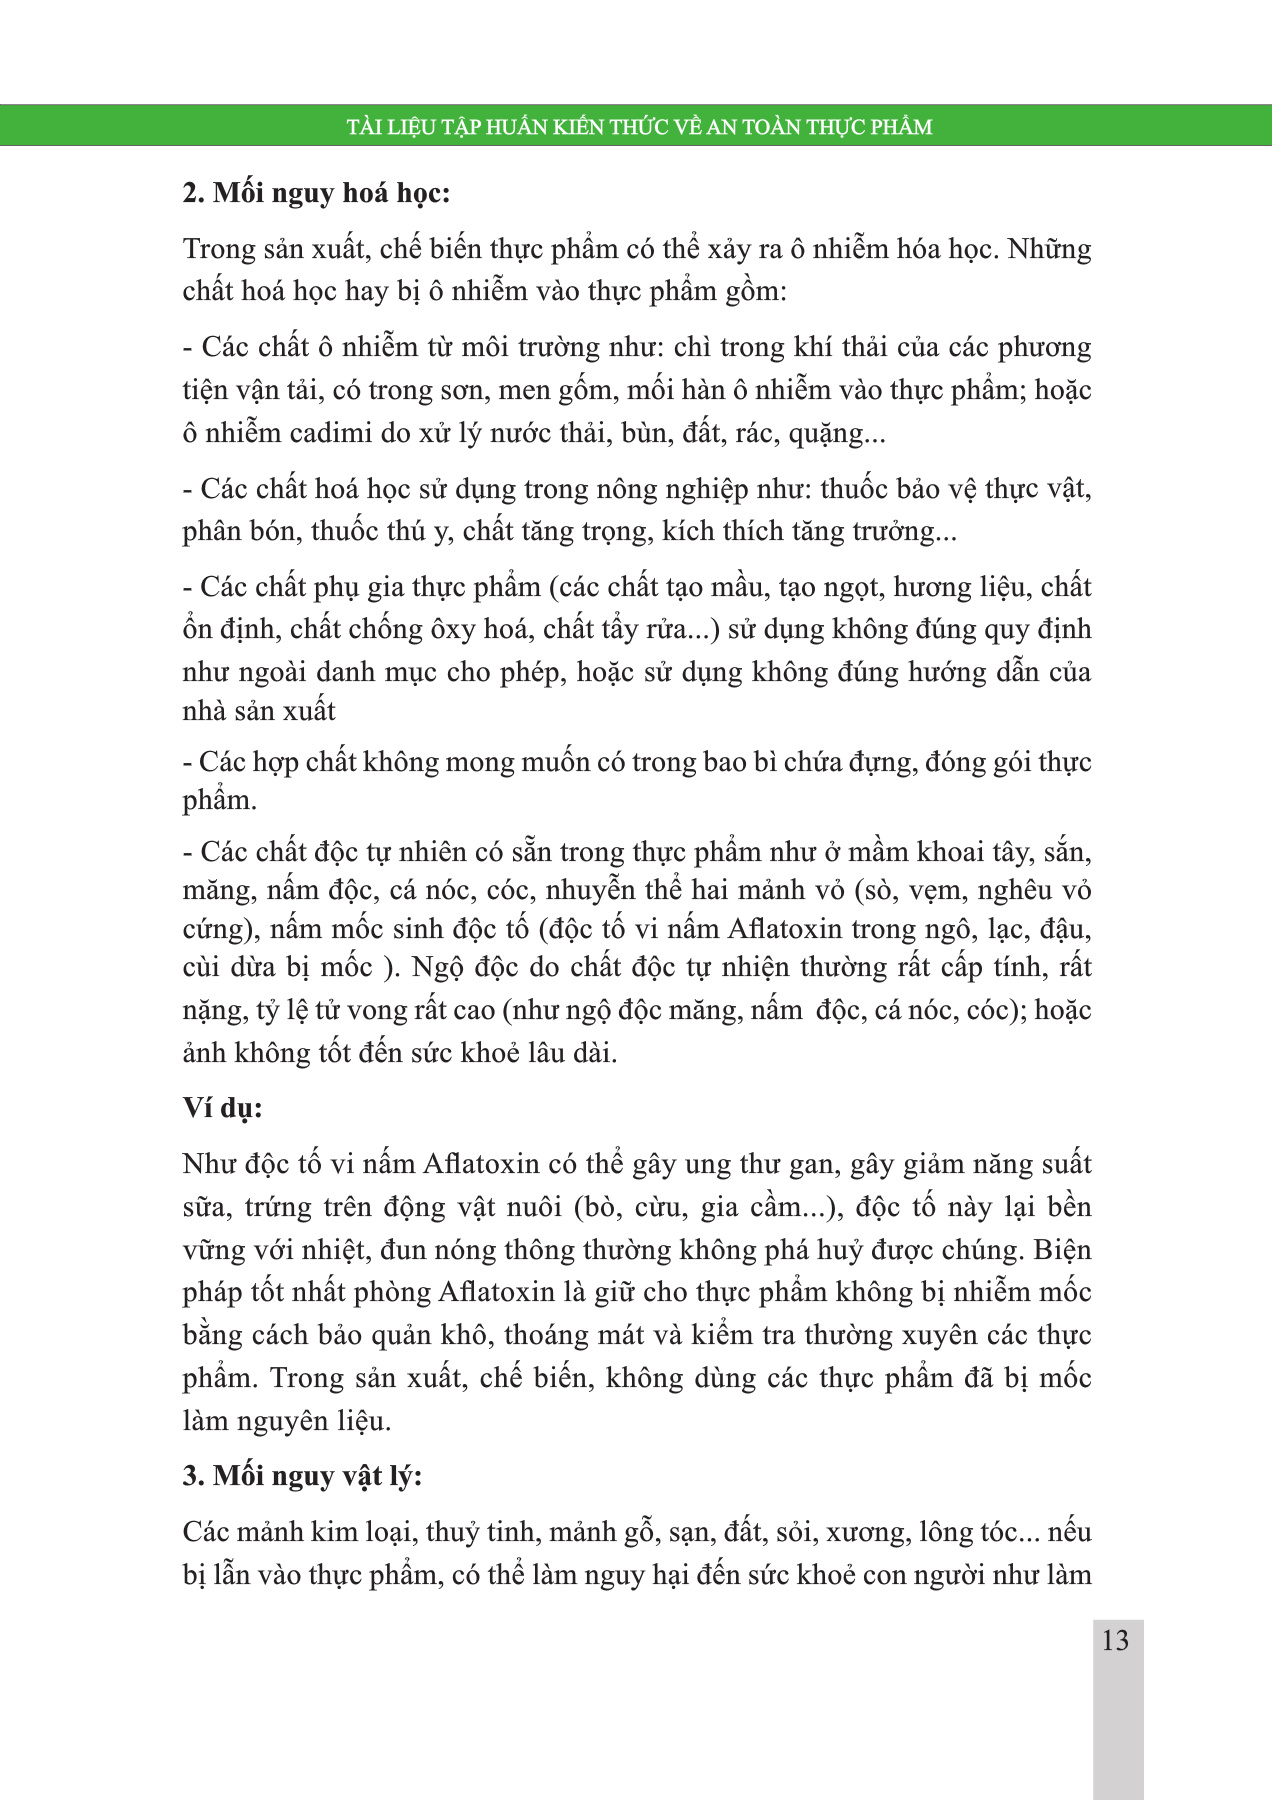 TÀI LIỆU TẬP HUẤN KIẾN THỨC VỀ AN TOÀN THỰC PHẨM
2. Mối nguy hoá học:
Trong sản xuất, chế biến thực phẩm có thể xảy ra ô nhiễm hóa học. Những
chất hoá học hay bị ô nhiễm vào thực phẩm gồm:
- Các chất ô nhiễm từ môi trường như: chì trong khí thải của các phương
tiện vận tải, có trong sơn, men gốm, mối hàn ô nhiễm vào thực phẩm; hoặc
ô nhiễm cadimi do xử lý nước thải, bùn, đất, rác, quặng...
- Các chất hoá học sử dụng trong nông nghiệp như: thuốc bảo vệ thực vật,
phân bón, thuốc thú y, chất tăng trọng, kích thích tăng trưởng...
- Các chất phụ gia thực phẩm (các chất tạo mầu, tạo ngọt, hương liệu, chất
ổn định, chất chống ôxy hoá, chất tẩy rửa...) sử dụng không đúng quy định
như ngoài danh mục cho phép, hoặc sử dụng không đúng hướng dẫn của
nhà sản xuất
- Các hợp chất không mong muốn có trong bao bì chứa đựng, đóng gói thực
phẩm.
- Các chất độc tự nhiên có sẵn trong thực phẩm như ở mầm khoai tây, sắn,
măng, nấm độc, cá nóc, cóc, nhuyễn thể hai mảnh vỏ (sò, vẹm, nghêu vỏ
cứng), nấm mốc sinh độc tố (độc tố vi nấm Aflatoxin trong ngô, lạc, đậu,
cùi dừa bị mốc ). Ngộ độc do chất độc tự nhiện thường rất cấp tính, rất
nặng, tỷ lệ tử vong rất cao (như ngộ độc măng, nấm  độc, cá nóc, cóc); hoặc
ảnh không tốt đến sức khoẻ lâu dài.
Ví dụ:
Như độc tố vi nấm Aflatoxin có thể gây ung thư gan, gây giảm năng suất
sữa, trứng trên động vật nuôi (bò, cừu, gia cầm...), độc tố này lại bền
vững với nhiệt, đun nóng thông thường không phá huỷ được chúng. Biện
pháp tốt nhất phòng Aflatoxin là giữ cho thực phẩm không bị nhiễm mốc
bằng cách bảo quản khô, thoáng mát và kiểm tra thường xuyên các thực
phẩm. Trong sản xuất, chế biến, không dùng các thực phẩm đã bị mốc
làm nguyên liệu.
3. Mối nguy vật lý:
Các mảnh kim loại, thuỷ tinh, mảnh gỗ, sạn, đất, sỏi, xương, lông tóc... nếu
bị lẫn vào thực phẩm, có thể làm nguy hại đến sức khoẻ con người như làm
13